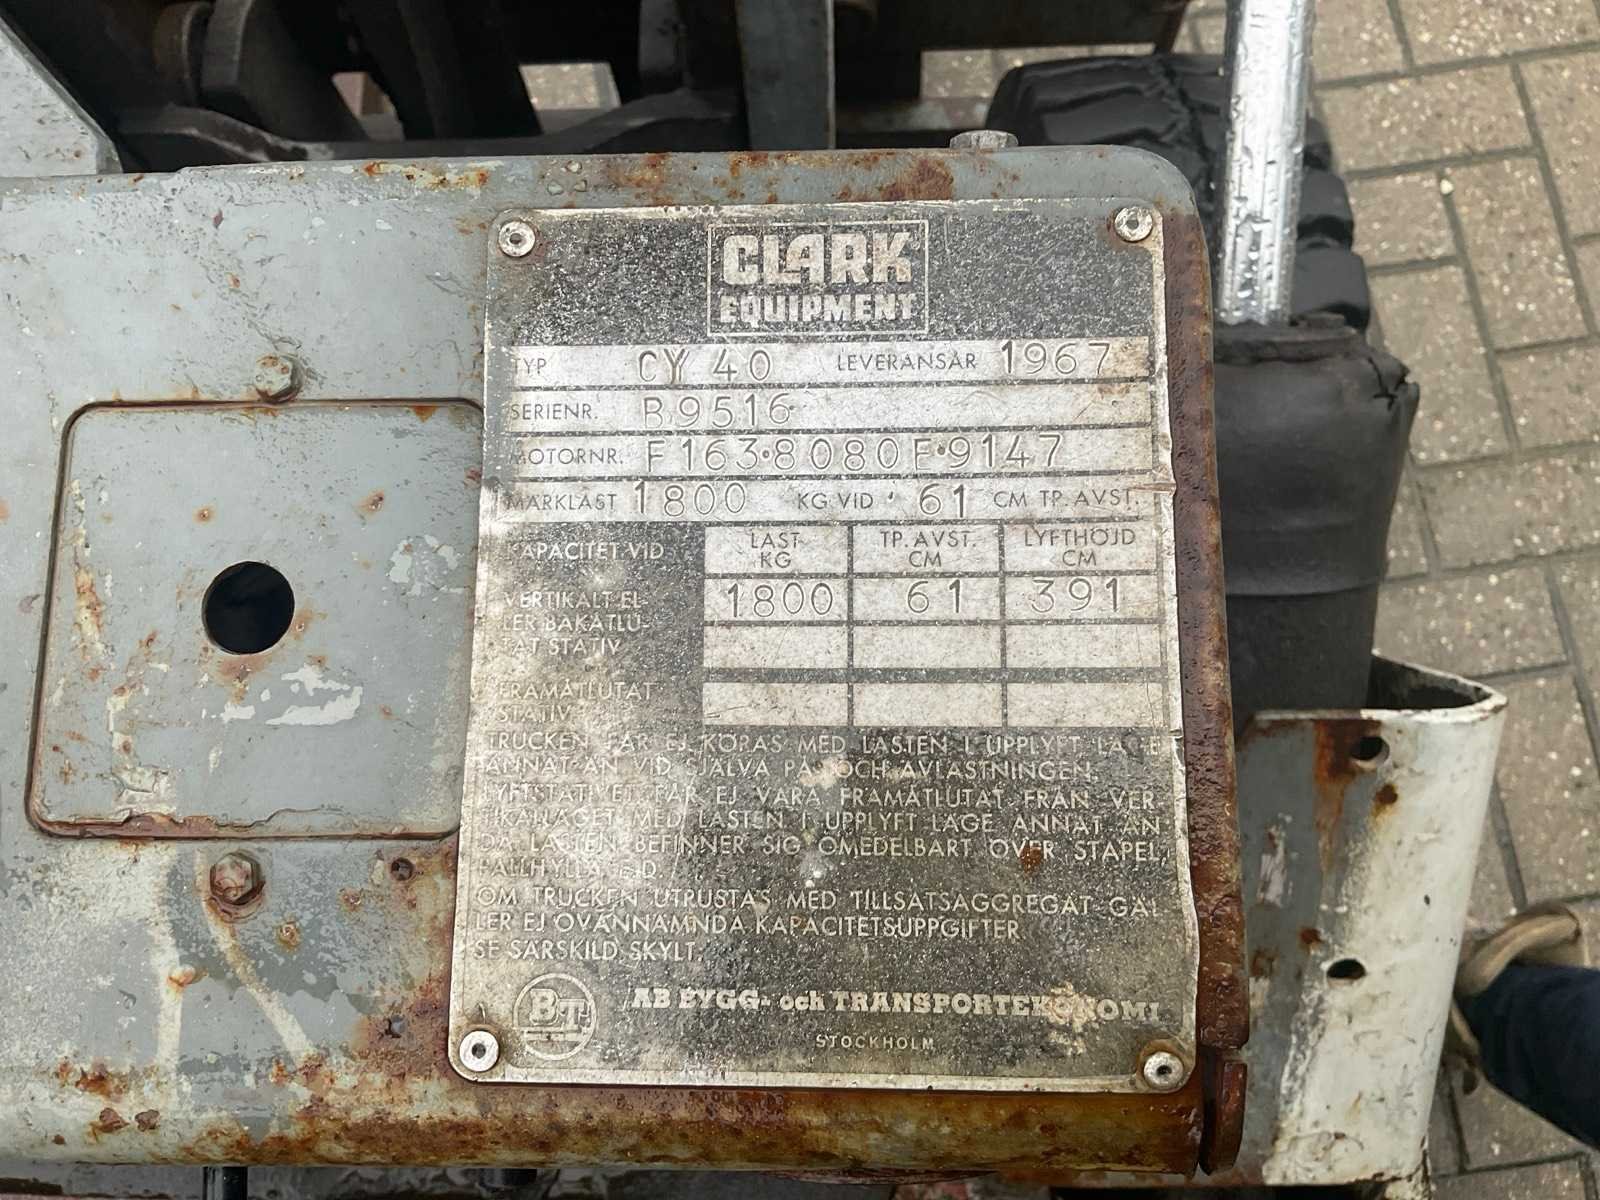 CLARK
EQUIPMENT
TYP CY 40 LEVERANSÅR 1967
SERIENR. B9516
MOTORNR. F163·8080E·9147
MÄRKLAST 1800 KG VID 61 CM TP. AVST.
KAPACITET VID LAST KG TP. AVST. CM LYFTHÖJD CM
VERTIKALT EL- 1800 61 391
LER BAKÅTLU-
TAT STATIV
FRAMÅTLUTAT
STATIV
TRUCKEN FÅR EJ KÖRAS MED LASTEN I UPPLYFT LÄGE
ANNAT ÄN VID SJÄLVA PÅ- OCH AVLASTNINGEN.
LYFTSTATIVET FÅR EJ VARA FRAMÅTLUTAT FRÅN VER-
TIKALLÄGET MED LASTEN I UPPLYFT LÄGE ANNAT ÄN
DÅ LASTEN BEFINNER SIG OMEDELBART ÖVER STAPEL,
PALLHYLLA E.D.
OM TRUCKEN UTRUSTAS MED TILLSATSAGGREGAT GÄL-
LER EJ OVANNÄMNDA KAPACITETSUPPGIFTER
SE SÄRSKILD SKYLT.
BT AB BYGG- och TRANSPORTEKONOMI
STOCKHOLM